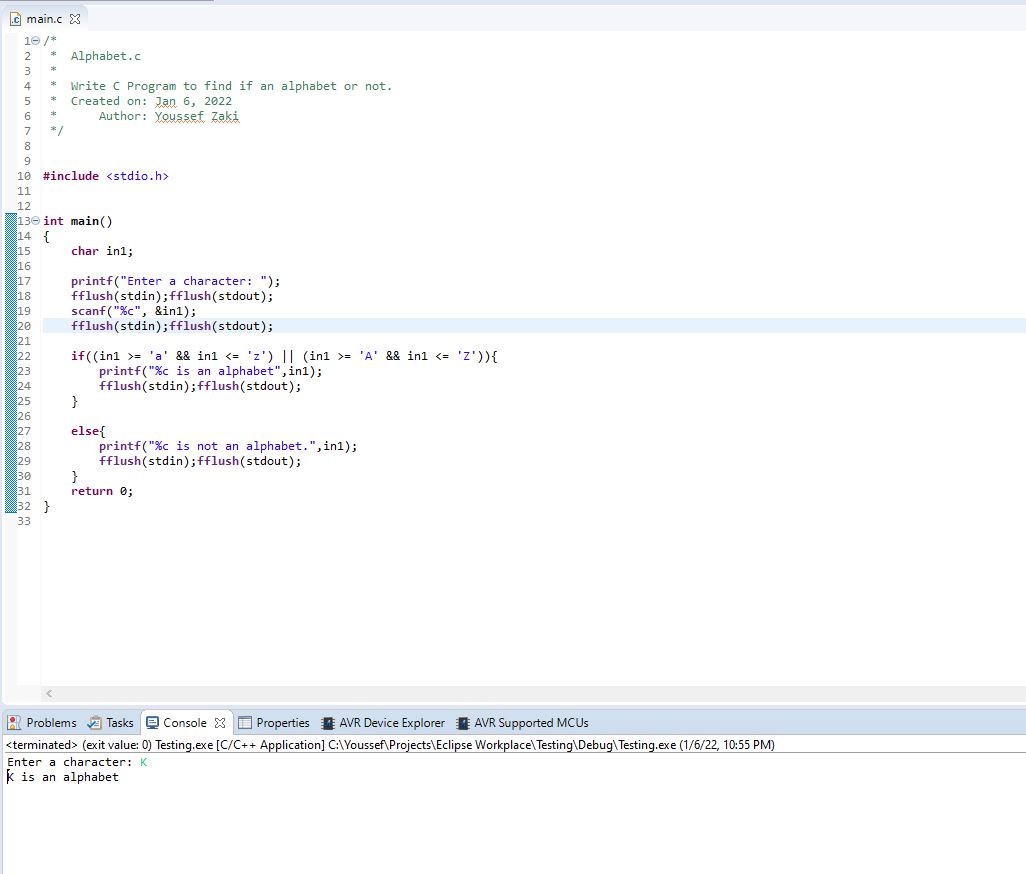 main.c
1 /*
2  *  Alphabet.c
3  *
4  *  Write C Program to find if an alphabet or not.
5  *  Created on: Jan 6, 2022
6  *      Author: Youssef Zaki
7  */
8
9
10 #include <stdio.h>
11
12
13 int main()
14 {
15     char in1;
16
17     printf("Enter a character: ");
18     fflush(stdin);fflush(stdout);
19     scanf("%c", &in1);
20     fflush(stdin);fflush(stdout);
21
22     if((in1 >= 'a' && in1 <= 'z') || (in1 >= 'A' && in1 <= 'Z')){
23         printf("%c is an alphabet",in1);
24         fflush(stdin);fflush(stdout);
25     }
26
27     else{
28         printf("%c is not an alphabet.",in1);
29         fflush(stdin);fflush(stdout);
30     }
31     return 0;
32 }
33
Problems Tasks Console Properties AVR Device Explorer AVR Supported MCUs
<terminated> (exit value: 0) Testing.exe [C/C++ Application] C:\Youssef\Projects\Eclipse Workplace\Testing\Debug\Testing.exe (1/6/22, 10:55 PM)
Enter a character: K
K is an alphabet